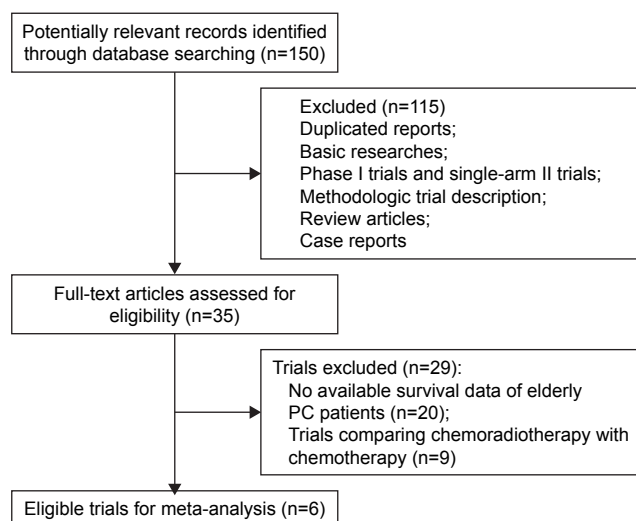 Potentially relevant records identified
through database searching (n=150)
Excluded (n=115)
Duplicated reports;
Basic researches;
Phase I trials and single-arm II trials;
Methodologic trial description;
Review articles;
Case reports
Full-text articles assessed for
eligibility (n=35)
Trials excluded (n=29):
No available survival data of elderly
PC patients (n=20);
Trials comparing chemoradiotherapy with
chemotherapy (n=9)
Eligible trials for meta-analysis (n=6)